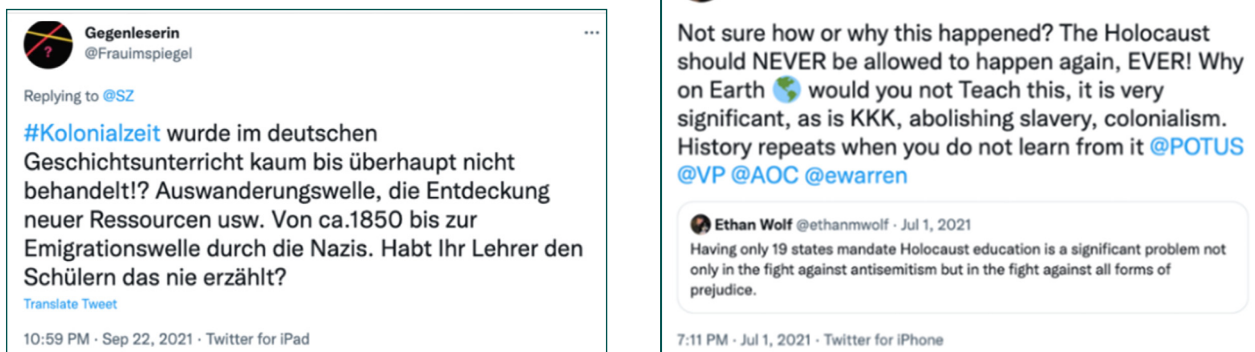 Gegenleserin
@Frauimspiegel
Replying to @SZ
#Kolonialzeit wurde im deutschen
Geschichtsunterricht kaum bis überhaupt nicht
behandelt!? Auswanderungswelle, die Entdeckung
neuer Ressourcen usw. Von ca.1850 bis zur
Emigrationswelle durch die Nazis. Habt Ihr Lehrer den
Schülern das nie erzählt?
Translate Tweet
10:59 PM · Sep 22, 2021 · Twitter for iPad
Not sure how or why this happened? The Holocaust
should NEVER be allowed to happen again, EVER! Why
on Earth 🌎 would you not Teach this, it is very
significant, as is KKK, abolishing slavery, colonialism.
History repeats when you do not learn from it @POTUS
@VP @AOC @ewarren
Ethan Wolf @ethanmwolf · Jul 1, 2021
Having only 19 states mandate Holocaust education is a significant problem not
only in the fight against antisemitism but in the fight against all forms of
prejudice.
7:11 PM · Jul 1, 2021 · Twitter for iPhone